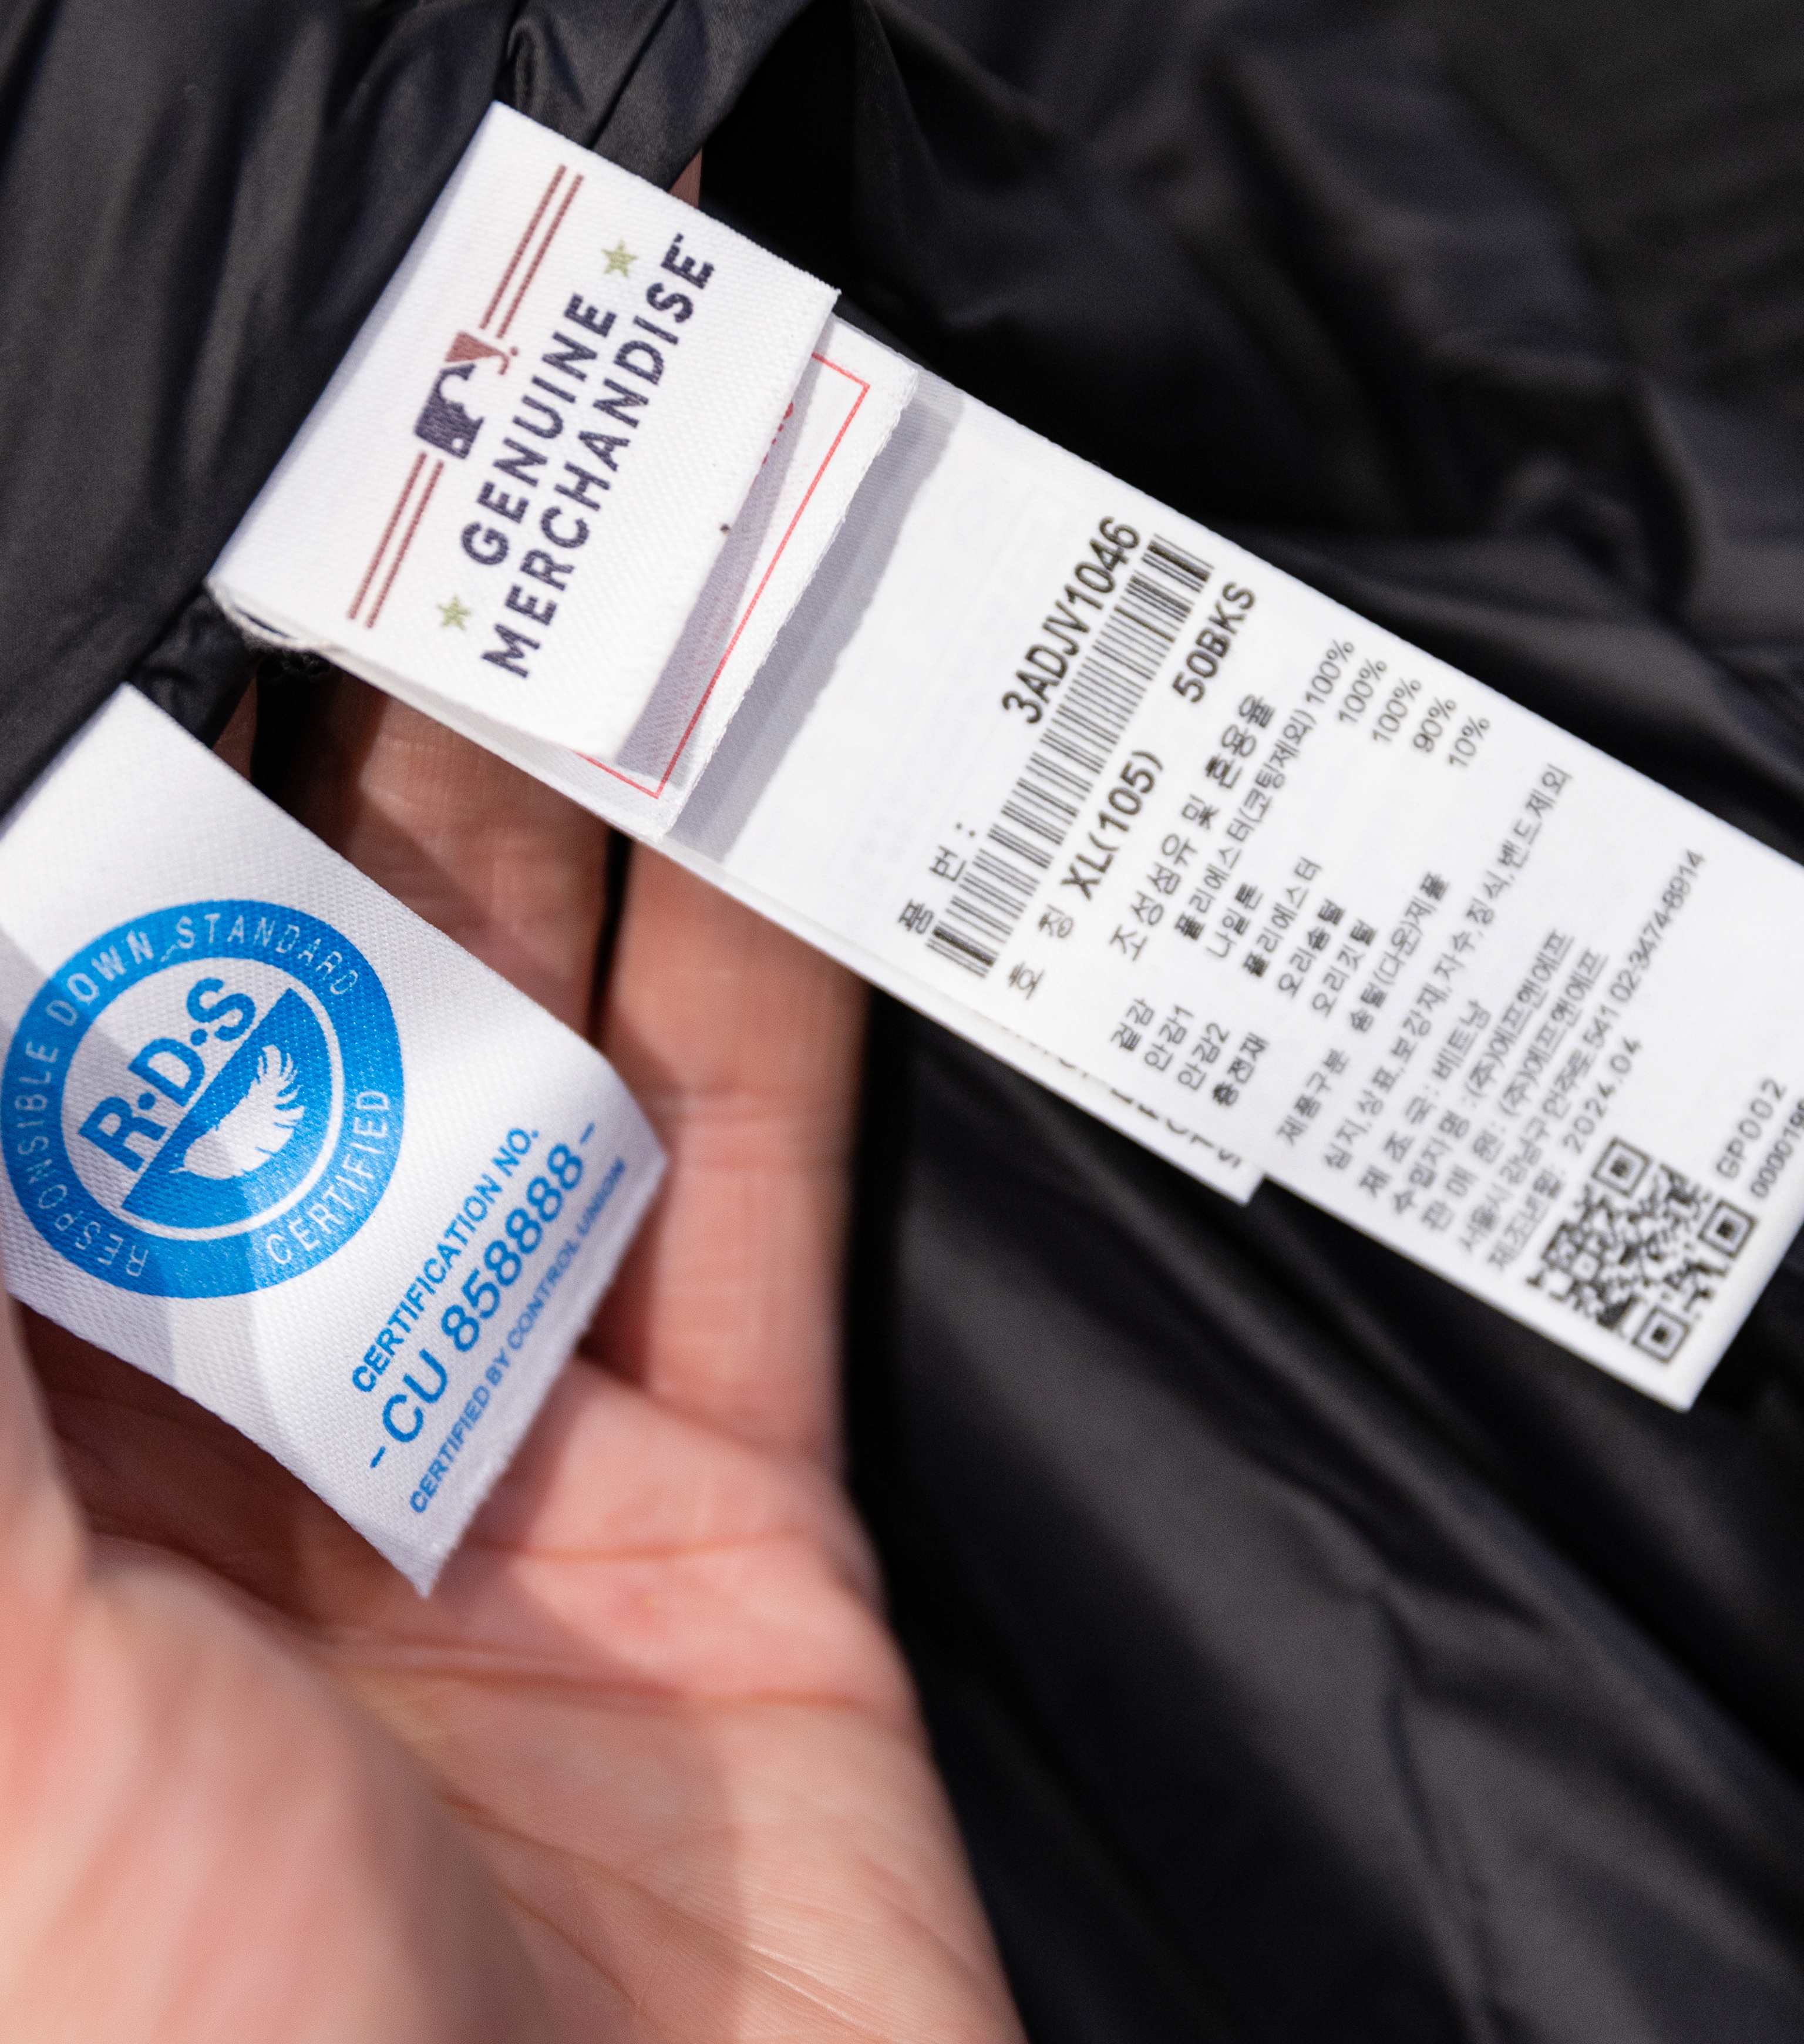 GENUINE
MERCHANDISE
품 번 :
3ADJV1046
호 칭 XL(105) 50BKS
조성섬유 및 혼용율
겉감 폴리에스터(코팅제외) 100%
안감1 나일론 100%
안감2 폴리에스터 100%
충전재 오리솜털 90%
오리깃털 10%
제품구분 솜털(다운)제품
심지,상표,보강재,자수,장식,밴드제외
제 조 국 : 베트남
수입자명 : (주)에프앤에프
판 매 원 : (주)에프앤에프
서울시 강남구 언주로 541 02-3474-8914
제조년월: 2024.04
GP002
RESPONSIBLE DOWN STANDARD
R·D·S
CERTIFIED
CERTIFICATION NO.
-CU 858888-
CERTIFIED BY CONTROL UNION